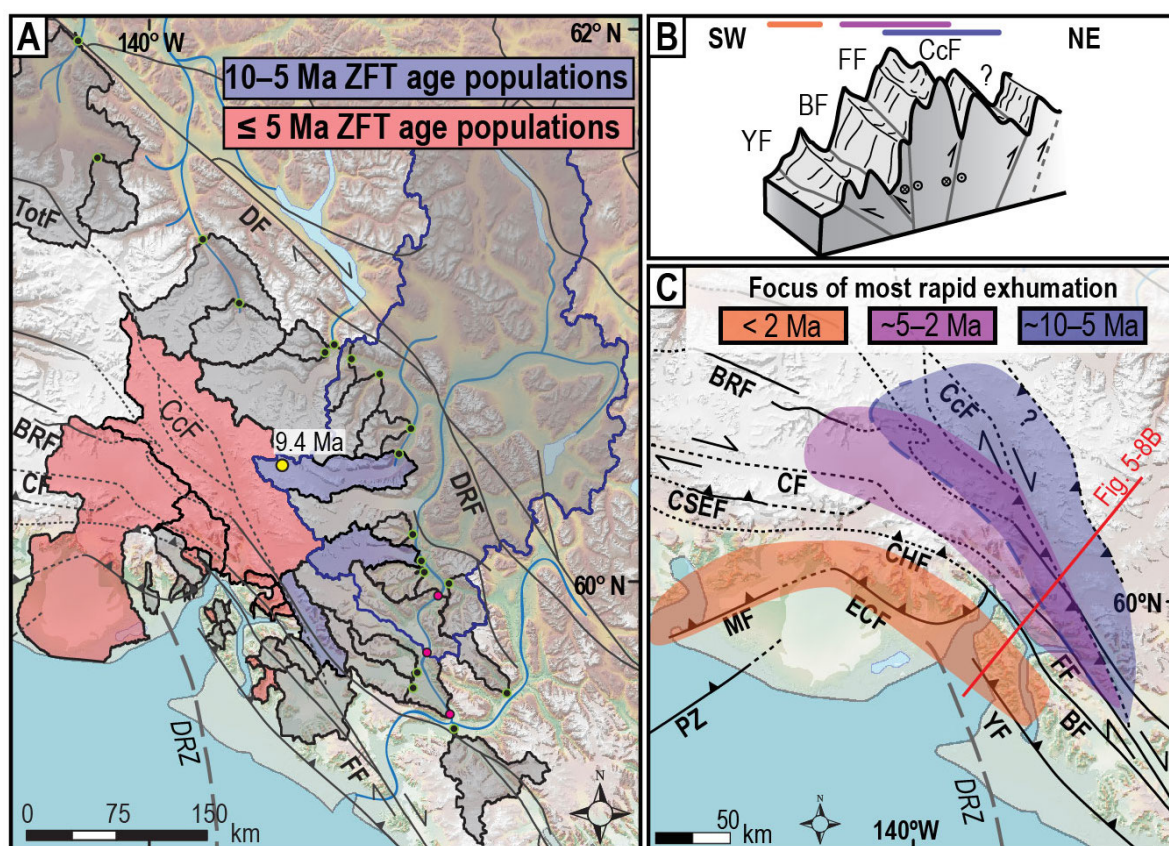 A
140° W
62° N
10–5 Ma ZFT age populations
≤ 5 Ma ZFT age populations
TotF
DF
CcF
9.4 Ma
BRF
CF
DRF
60° N
DRZ
FF
N
0 75 150
km
B
SW
NE
CcF
FF
?
BF
YF
C
Focus of most rapid exhumation
< 2 Ma
~5–2 Ma
~10–5 Ma
BRF
CcF
?
Fig. 5-8B
CF
CSEF
CHF
60°N
MF
ECF
FF
BF
PZ
YF
DRZ
N
50
km
140°W